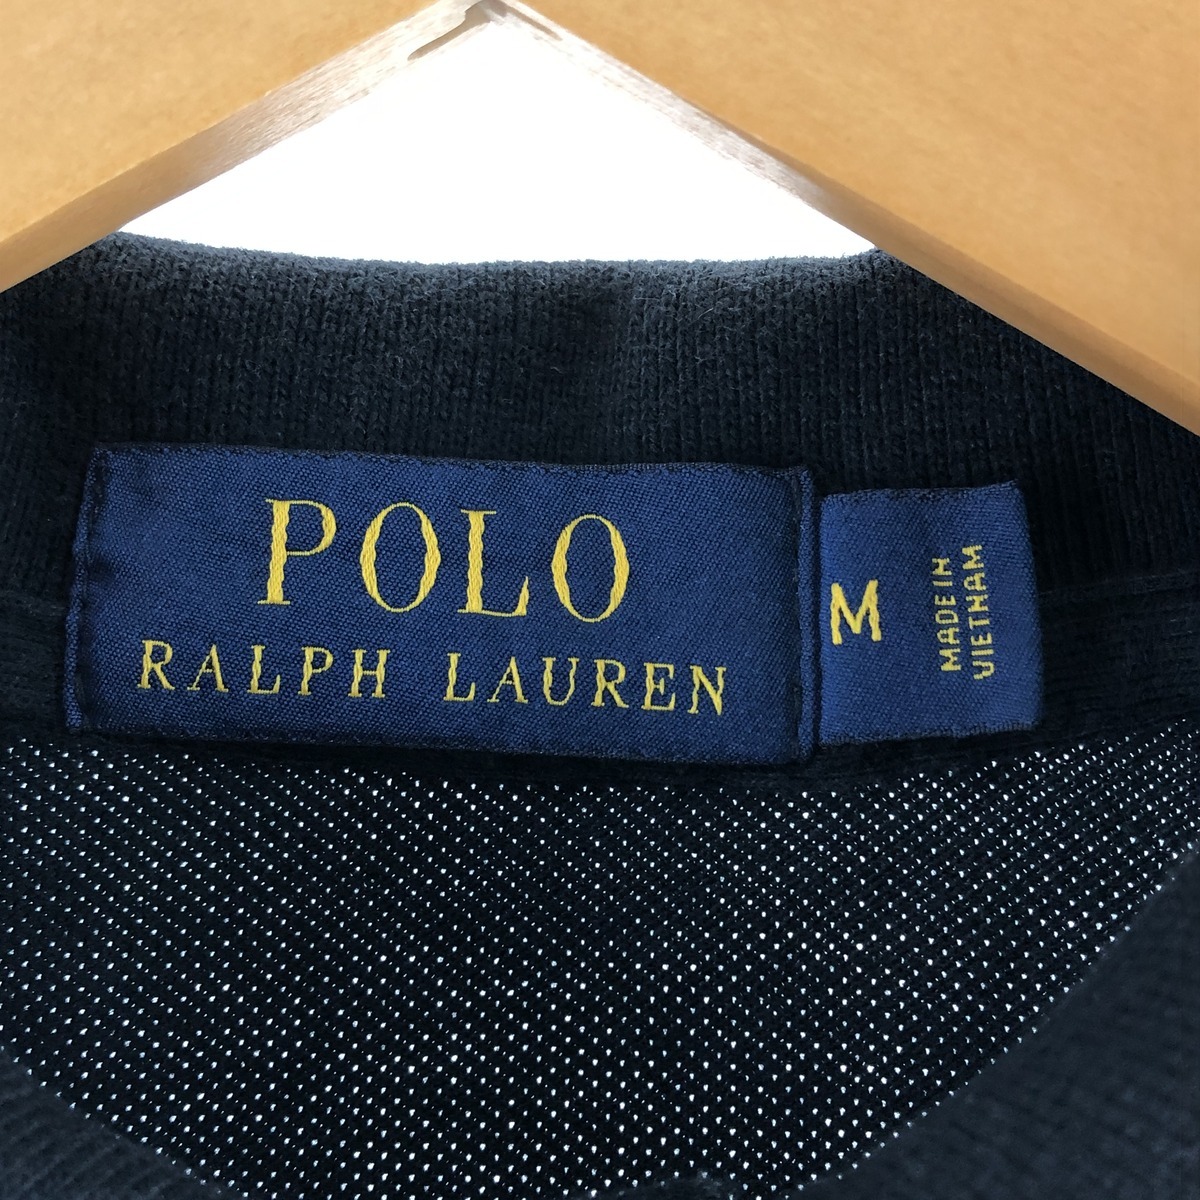 POLO
RALPH LAUREN
M
MADE IN
VIETNAM